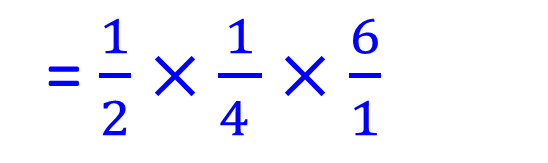 = 1/2 × 1/4 × 6/1